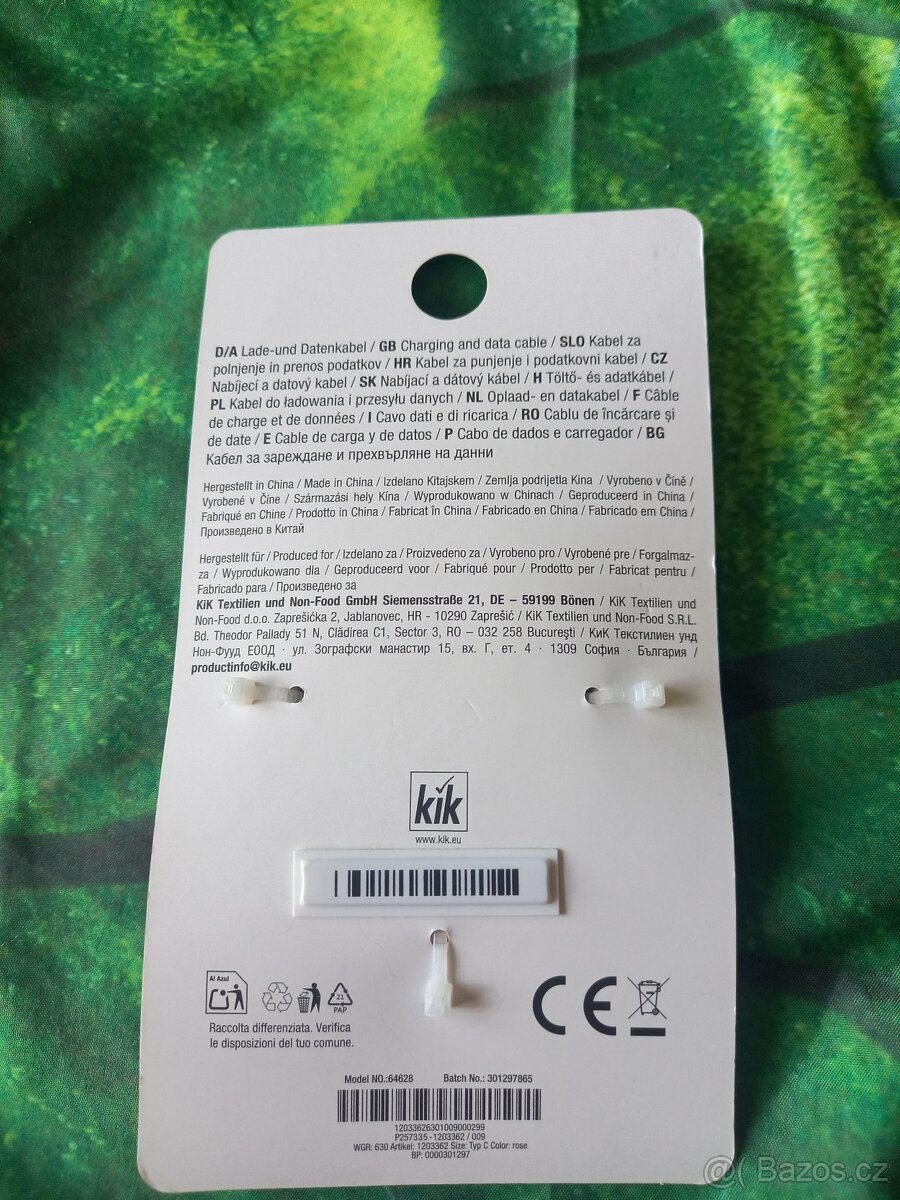 D/A Lade-und Datenkabel / GB Charging and data cable / SLO Kabel za
polnjenje in prenos podatkov / HR Kabel za punjenje i podatkovni kabel / CZ
Nabíjecí a datový kabel / SK Nabíjací a dátový kábel / H Töltő- és adatkábel /
PL Kabel do ładowania i przesyłu danych / NL Oplaad- en datakabel / F Câble
de charge et de données / I Cavo dati e di ricarica / RO Cablu de încărcare și
de date / E Cable de carga y de datos / P Cabo de dados e carregador / BG
Кабел за зареждане и прехвърляне на данни
Hergestellt in China / Made in China / Izdelano Kitajskem / Zemlja podrijetla Kina / Vyrobeno v Číně /
Vyrobené v Číne / Származási hely Kína / Wyprodukowano w Chinach / Geproduceerd in China /
Fabriqué en Chine / Prodotto in China / Fabricat în China / Fabricado en China / Fabricado em China /
Произведено в Китай
Hergestellt für / Produced for / Izdelano za / Proizvedeno za / Vyrobeno pro / Vyrobené pre / Forgalmaz-
za / Wyprodukowano dla / Geproduceerd voor / Fabriqué pour / Prodotto per / Fabricat pentru /
Fabricado para / Произведено за
KiK Textilien und Non-Food GmbH Siemensstraße 21, DE – 59199 Bönen / KiK Textilien und
Non-Food d.o.o. Zaprešićka 2, Jablanovec, HR - 10290 Zaprešić / KiK Textilien und Non-Food S.R.L.
Bd. Theodor Pallady 51 N, Clădirea C1, Sector 3, RO – 032 258 București / КиК Текстилиен унд
Нон-Фууд ЕООД · ул. Зографски манастир 15, вх. Г, ет. 4 · 1309 София · България /
productinfo@kik.eu
kik
www.kik.eu
Ai Azul
21
PAP
Raccolta differenziata. Verifica
le disposizioni del tuo comune.
CE
Model NO.:64628 Batch No.: 301297865
12033626301009000299
P257335 - 1203362 / 009
WGR: 630 Artikel: 1203362 Size: Typ C Color: rose
BP: 0000301297
@( Bazos.cz